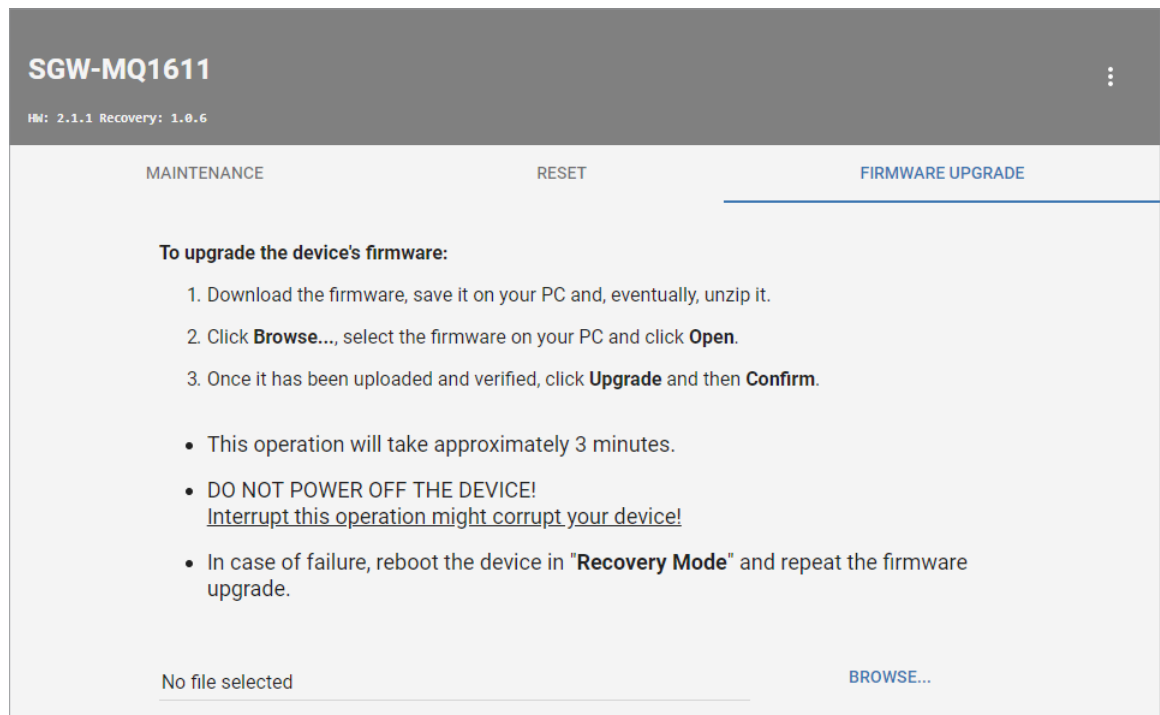 SGW-MQ1611
HW: 2.1.1 Recovery: 1.0.6
MAINTENANCE
RESET
FIRMWARE UPGRADE
To upgrade the device's firmware:
1. Download the firmware, save it on your PC and, eventually, unzip it.
2. Click Browse..., select the firmware on your PC and click Open.
3. Once it has been uploaded and verified, click Upgrade and then Confirm.
• This operation will take approximately 3 minutes.
• DO NOT POWER OFF THE DEVICE!
Interrupt this operation might corrupt your device!
• In case of failure, reboot the device in "Recovery Mode" and repeat the firmware
upgrade.
No file selected
BROWSE...